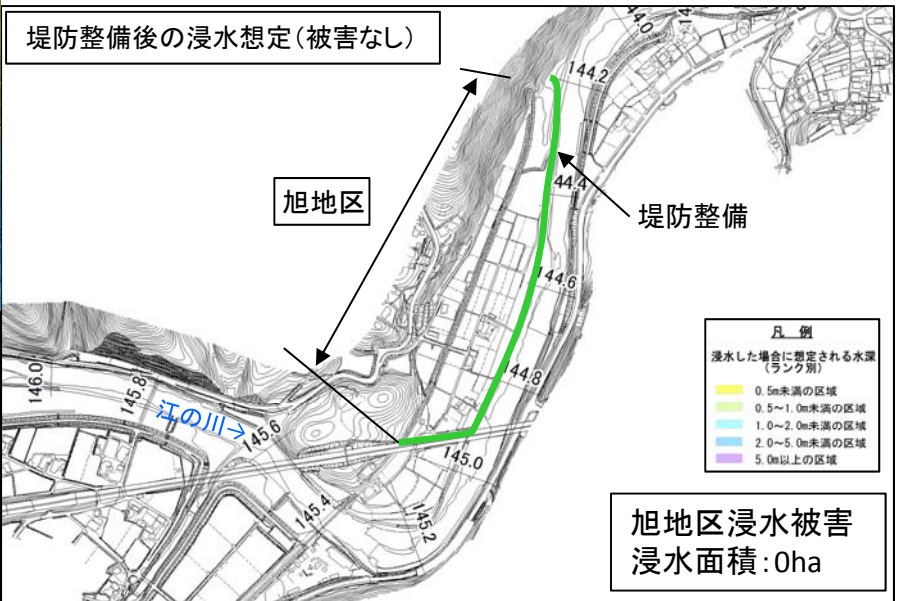 堤防整備後の浸水想定(被害なし)
144.0
144.2
旭地区
44.4
堤防整備
144.6
凡 例
浸水した場合に想定される水深
(ランク別)
0.5m未満の区域
0.5～1.0m未満の区域
1.0～2.0m未満の区域
2.0～5.0m未満の区域
5.0m以上の区域
144.8
146.0
145.8
江の川→
145.6
145.0
145.4
145.2
旭地区浸水被害
浸水面積:0ha